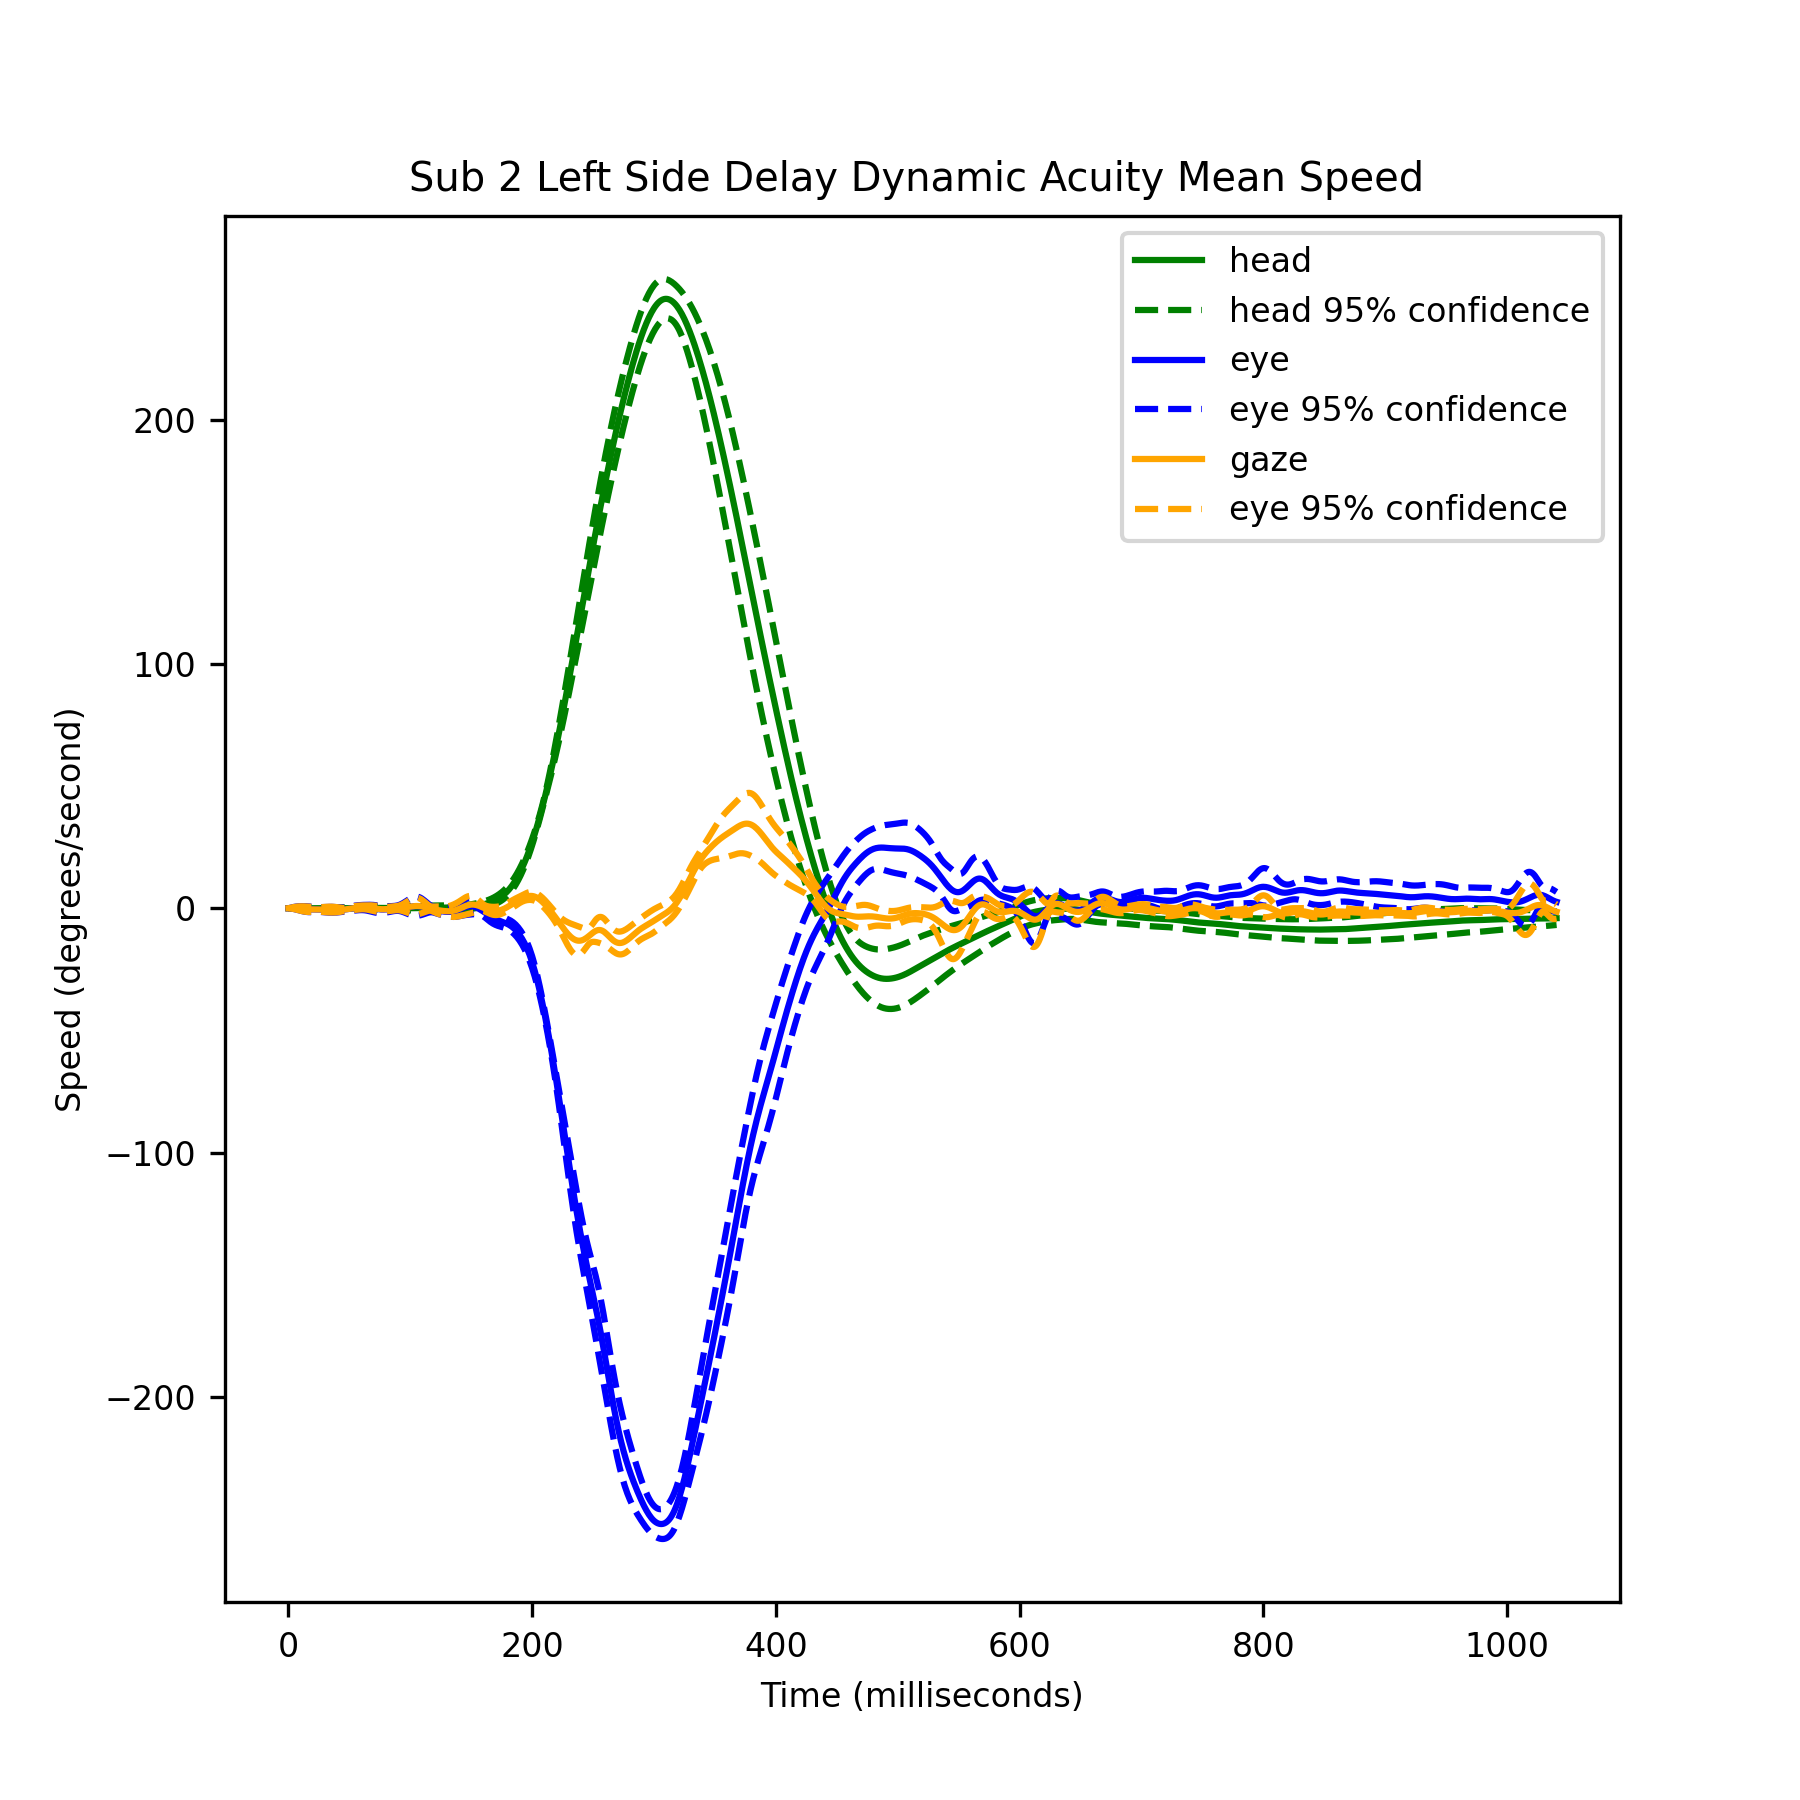 Sub 2 Left Side Delay Dynamic Acuity Mean Speed
head
head 95% confidence
eye
eye 95% confidence
gaze
eye 95% confidence
Speed (degrees/second)
200
100
0
−100
−200
0 200 400 600 800 1000
Time (milliseconds)